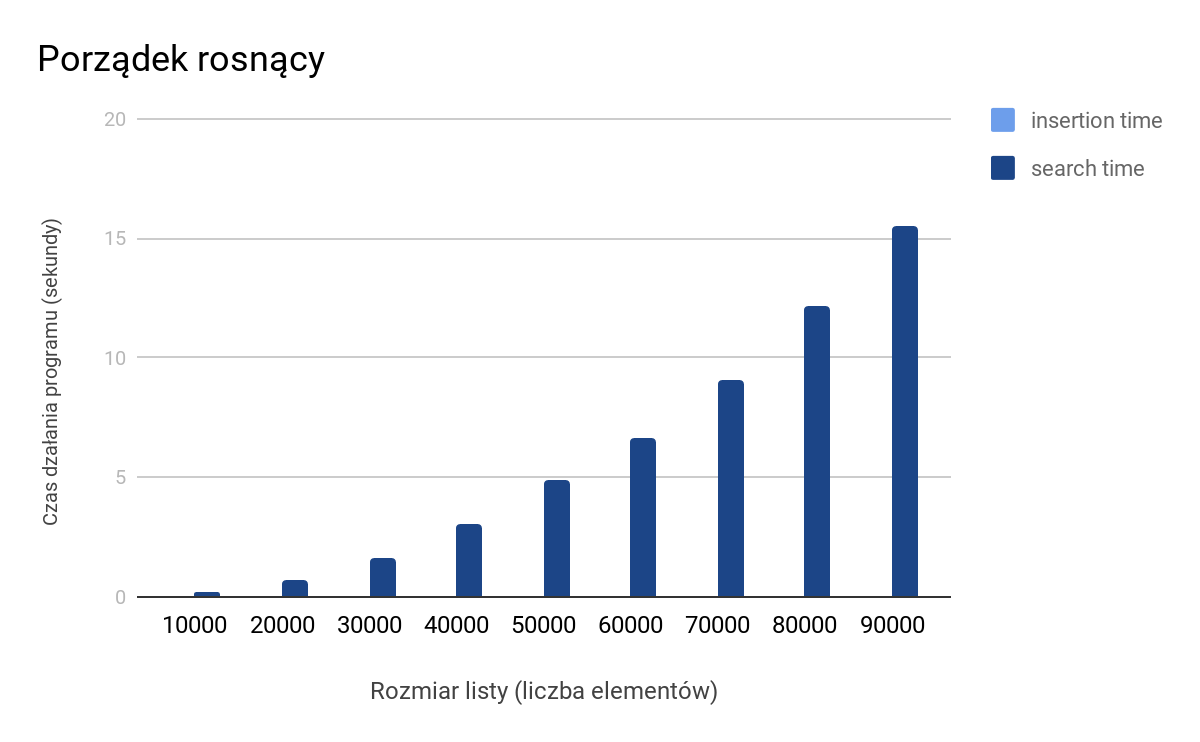 Porządek rosnący
insertion time
search time
Czas dzałania programu (sekundy)
20
15
10
5
0
10000 20000 30000 40000 50000 60000 70000 80000 90000
Rozmiar listy (liczba elementów)